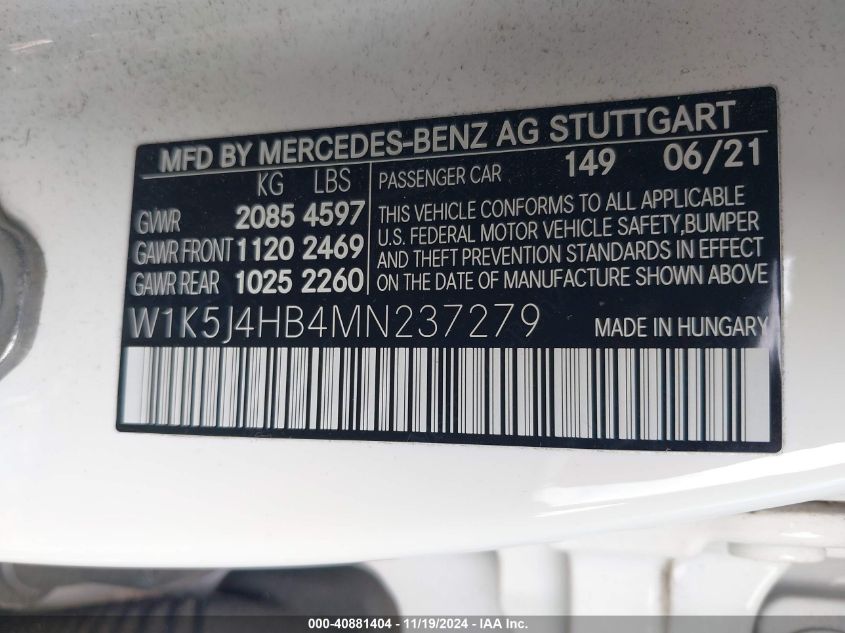 MFD BY MERCEDES-BENZ AG STUTTGART
KG LBS
GVWR 2085 4597
GAWR FRONT 1120 2469
GAWR REAR 1025 2260
PASSENGER CAR 149 06/21
THIS VEHICLE CONFORMS TO ALL APPLICABLE
U.S. FEDERAL MOTOR VEHICLE SAFETY,BUMPER
AND THEFT PREVENTION STANDARDS IN EFFECT
ON THE DATE OF MANUFACTURE SHOWN ABOVE
W1K5J4HB4MN237279 MADE IN HUNGARY
000-40881404 - 11/19/2024 - IAA Inc.